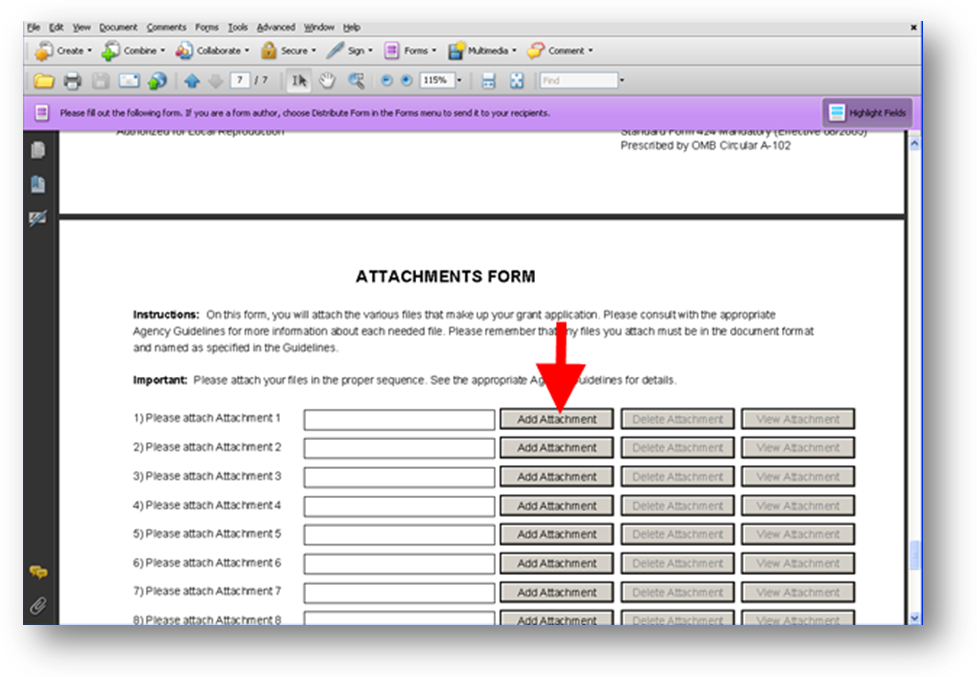 File Edit View Document Comments Forms Tools Advanced Window Help
Create Combine Collaborate Secure Sign Forms Multimedia Comment
7 / 7 115% Find
Please fill out the following form. If you are a form author, choose Distribute Form in the Forms menu to send it to your recipients. Highlight Fields
Authorized for Local Reproduction Standard Form 424 Mandatory (Effective 08/2005)
Prescribed by OMB Circular A-102
ATTACHMENTS FORM
Instructions: On this form, you will attach the various files that make up your grant application. Please consult with the appropriate
Agency Guidelines for more information about each needed file. Please remember that any files you attach must be in the document format
and named as specified in the Guidelines.
Important: Please attach your files in the proper sequence. See the appropriate Agency Guidelines for details.
1) Please attach Attachment 1 Add Attachment Delete Attachment View Attachment
2) Please attach Attachment 2 Add Attachment Delete Attachment View Attachment
3) Please attach Attachment 3 Add Attachment Delete Attachment View Attachment
4) Please attach Attachment 4 Add Attachment Delete Attachment View Attachment
5) Please attach Attachment 5 Add Attachment Delete Attachment View Attachment
6) Please attach Attachment 6 Add Attachment Delete Attachment View Attachment
7) Please attach Attachment 7 Add Attachment Delete Attachment View Attachment
8) Please attach Attachment 8 Add Attachment Delete Attachment View Attachment